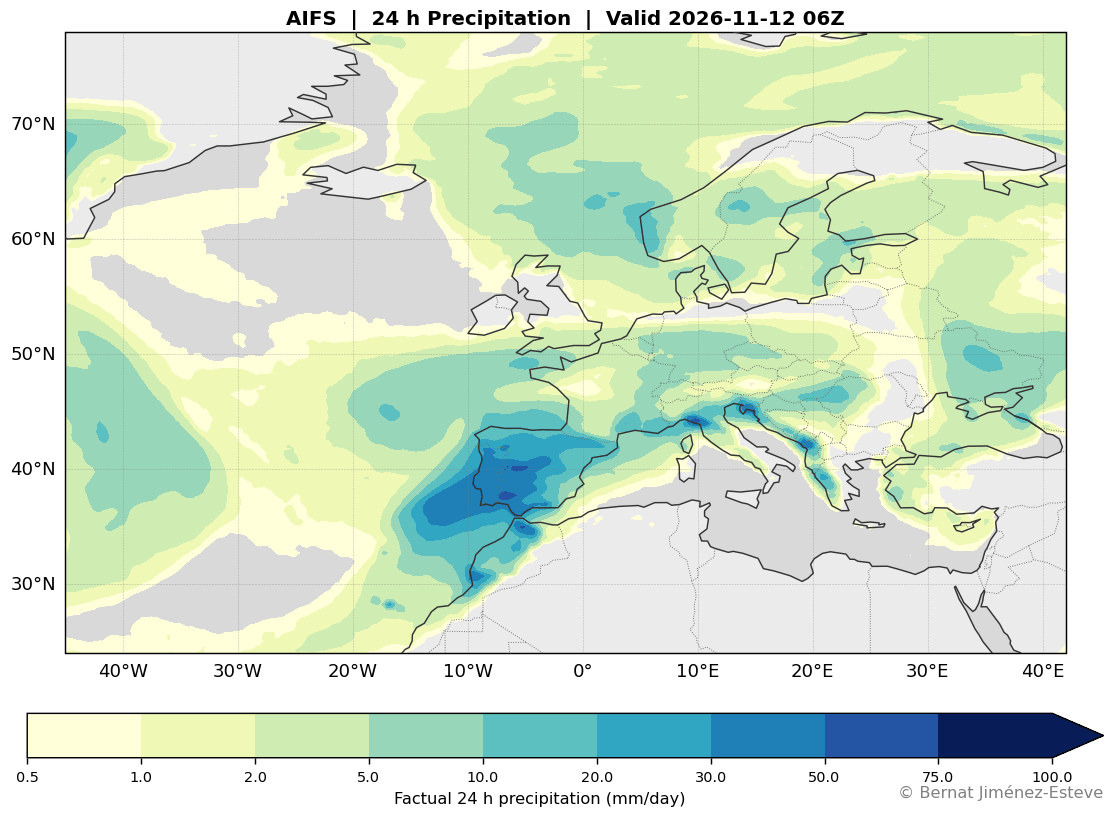 AIFS | 24 h Precipitation | Valid 2026-11-12 06Z
70°N
60°N
50°N
40°N
30°N
40°W 30°W 20°W 10°W 0° 10°E 20°E 30°E 40°E
0.5 1.0 2.0 5.0 10.0 20.0 30.0 50.0 75.0 100.0
Factual 24 h precipitation (mm/day)
© Bernat Jiménez-Esteve